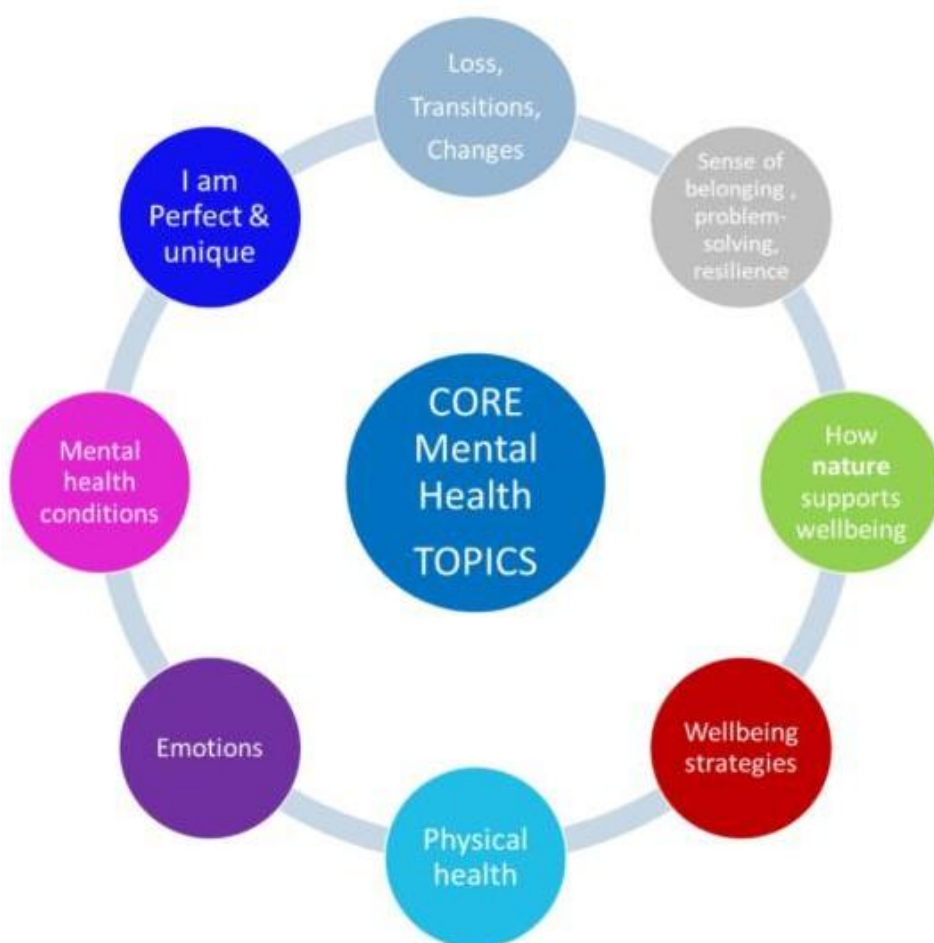 Loss,
Transitions,
Changes
Sense of
belonging ,
problem-
solving,
resilience
How
nature
supports
wellbeing
Wellbeing
strategies
Physical
health
Emotions
Mental
health
conditions
I am
Perfect &
unique
CORE
Mental
Health
TOPICS